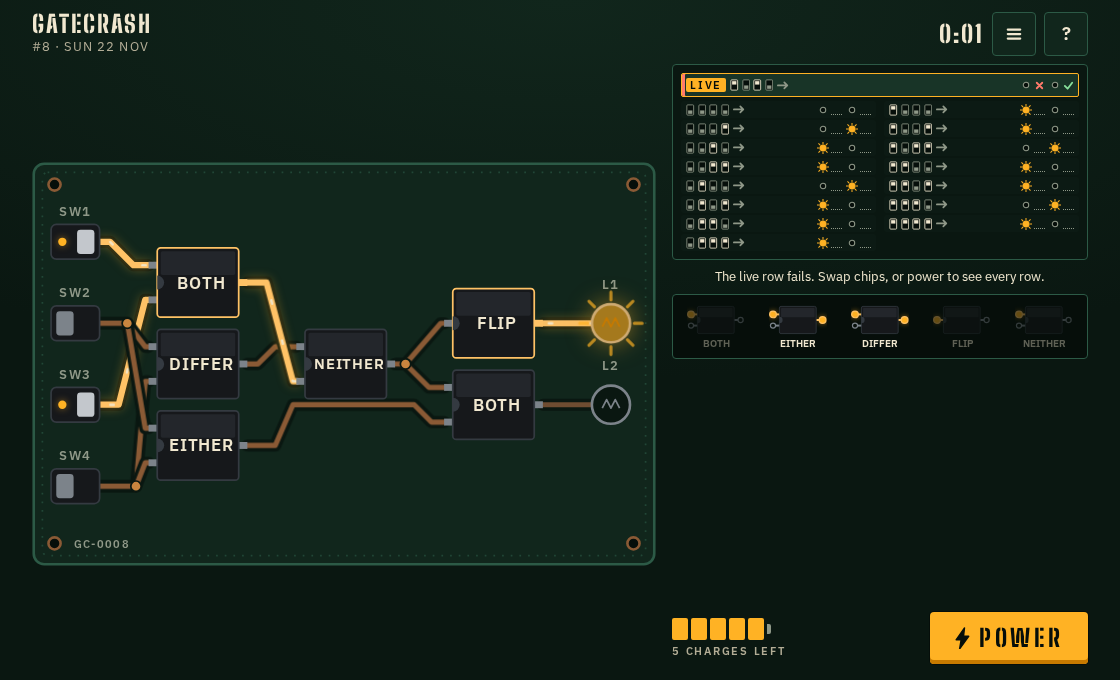 GATECRASH
#8 · SUN 22 NOV
0:01
?
LIVE
The live row fails. Swap chips, or power to see every row.
BOTH
EITHER
DIFFER
FLIP
NEITHER
SW1
SW2
SW3
SW4
BOTH
DIFFER
EITHER
NEITHER
FLIP
BOTH
L1
L2
GC-0008
5 CHARGES LEFT
POWER